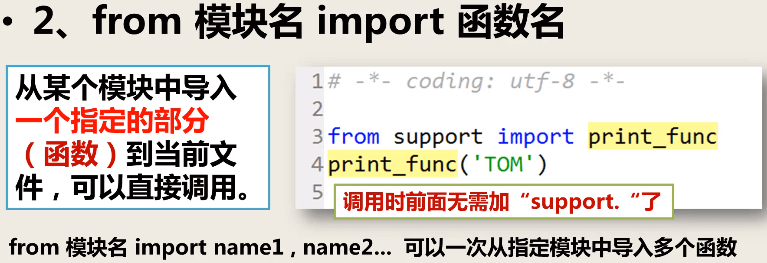 • 2、from 模块名 import 函数名
从某个模块中导入
一个指定的部分
（函数）到当前文
件，可以直接调用。
1 # -*- coding: utf-8 -*-
2
3 from support import print_func
4 print_func('TOM')
5
调用时前面无需加“support.“了
from 模块名 import name1 , name2... 可以一次从指定模块中导入多个函数